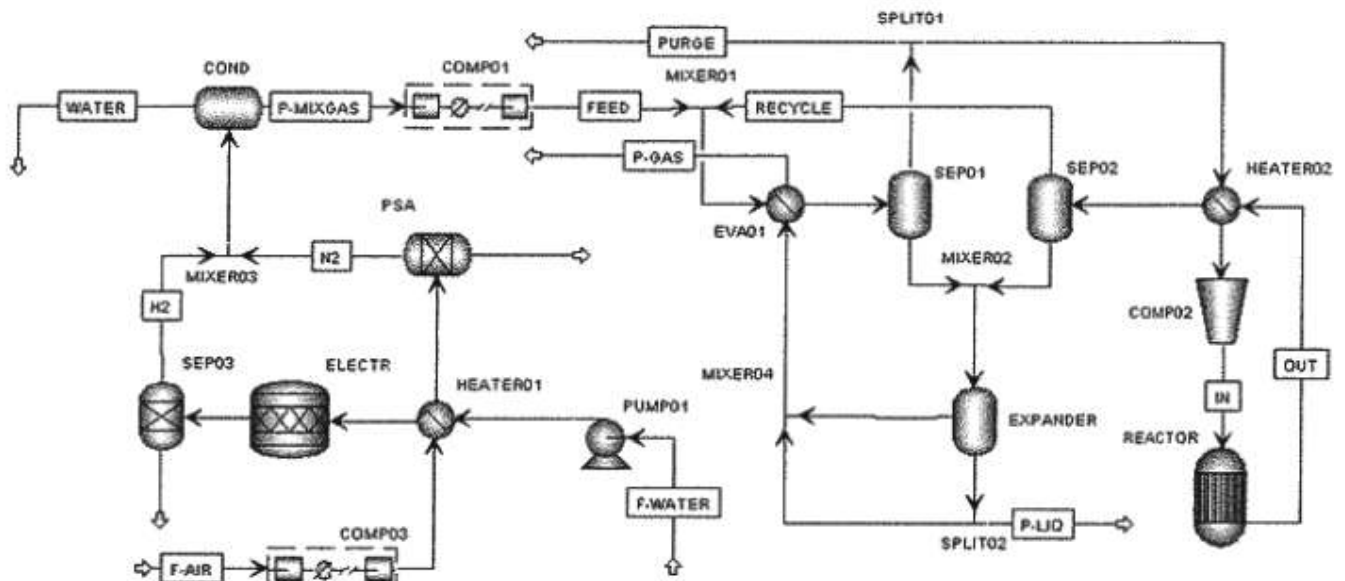 SPLIT01
PURGE
COND
COMP01
MIXER01
WATER
P-MIXGAS
FEED
RECYCLE
P-GAS
SEP01
SEP02
HEATER02
PSA
EVA01
N2
MIXER02
MIXER03
H2
COMP02
SEP03
ELECTR
HEATER01
MIXER04
OUT
PUMP01
EXPANDER
IN
REACTOR
F-WATER
COMP03
P-LIQ
F-AIR
SPLIT02